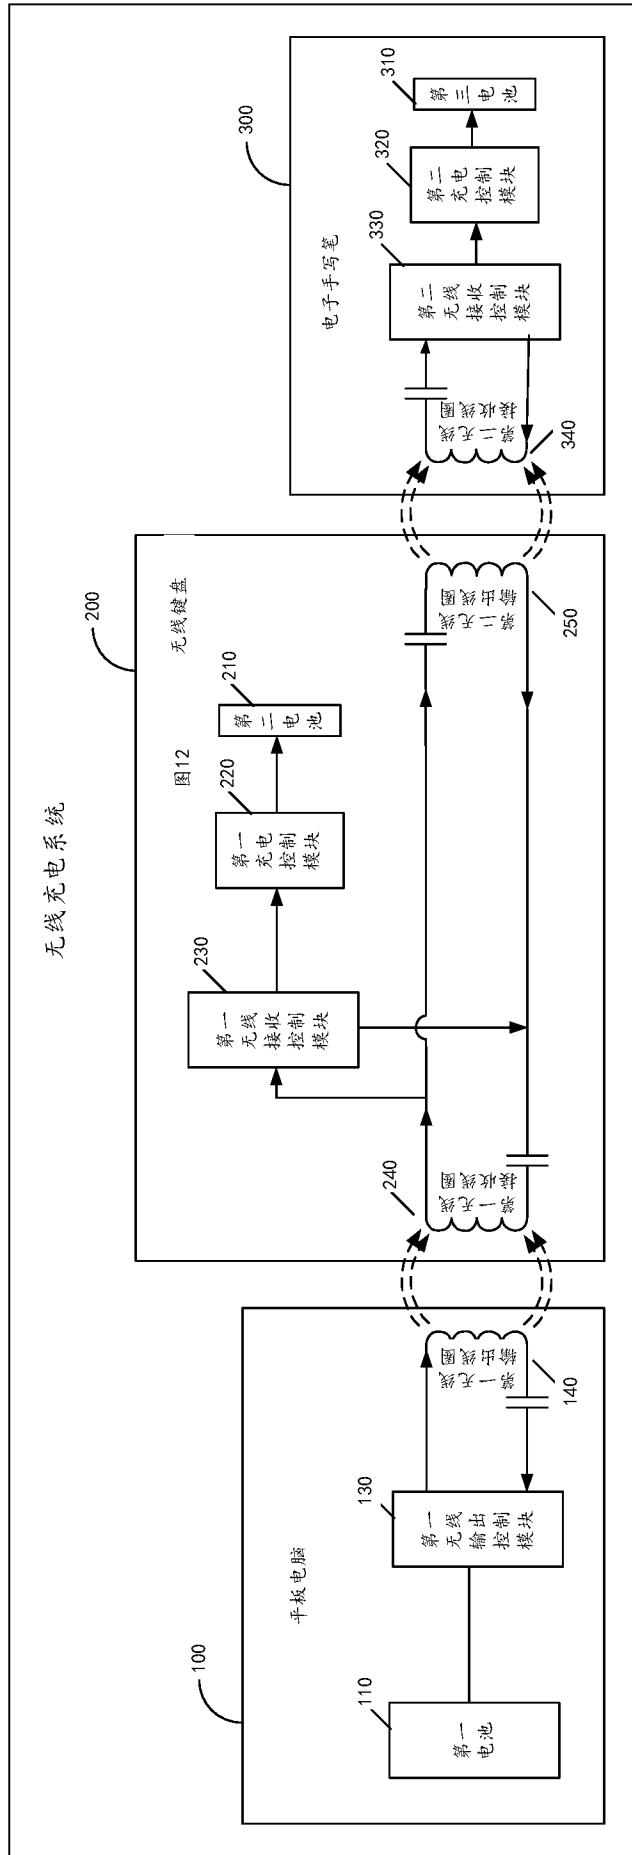 无线充电系统
100
平板电脑
110
第一
电池
130
第一
无线
输出
控制
模块
第一无线
输出线圈
140
200
无线键盘
图12
240
第一无线
接收线圈
230
第一
无线
接收
控制
模块
220
第一
充电
控制
模块
210
第二电池
第二无线
输出线圈
250
300
电子手写笔
第二无线
接收线圈
340
330
第二
无线
接收
控制
模块
320
第二
充电
控制
模块
310
第三电池